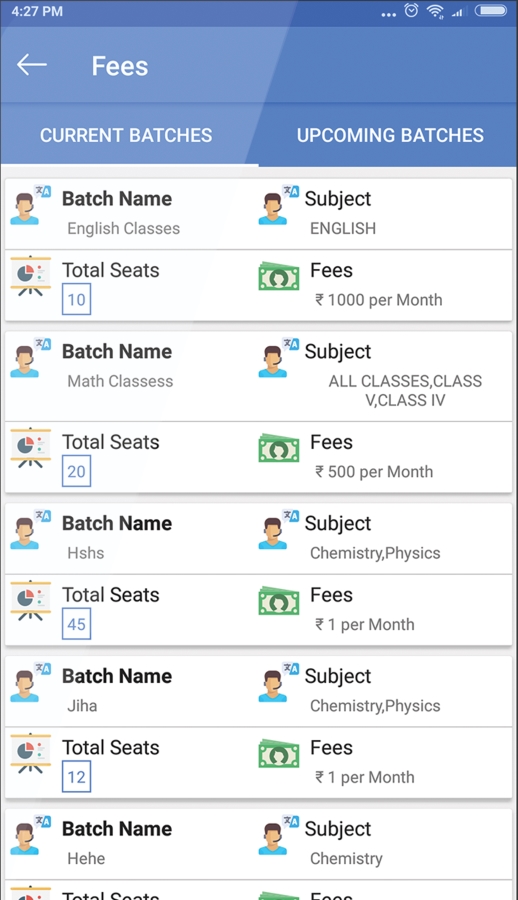 4:27 PM
Fees
CURRENT BATCHES UPCOMING BATCHES
Batch Name Subject
English Classes ENGLISH
Total Seats Fees
10 ₹ 1000 per Month
Batch Name Subject
Math Classess ALL CLASSES,CLASS
V,CLASS IV
Total Seats Fees
20 ₹ 500 per Month
Batch Name Subject
Hshs Chemistry,Physics
Total Seats Fees
45 ₹ 1 per Month
Batch Name Subject
Jiha Chemistry,Physics
Total Seats Fees
12 ₹ 1 per Month
Batch Name Subject
Hehe Chemistry
Total Seats Fees